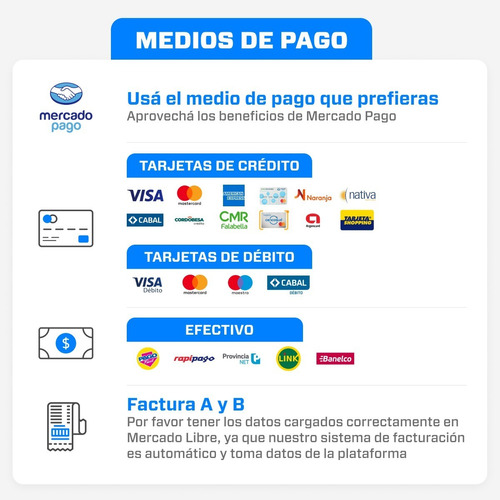 MEDIOS DE PAGO
mercado
pago
Usá el medio de pago que prefieras
Aprovechá los beneficios de Mercado Pago
TARJETAS DE CRÉDITO
VISA
mastercard
AMERICAN EXPRESS
Naranja
nativa
CABAL
CORDOBESA
CMR
Falabella
Argencard
TARJETA
SHOPPING
TARJETAS DE DÉBITO
VISA
Débito
mastercard
maestro
CABAL
DÉBITO
EFECTIVO
rapipago
Provincia
NET
LINK
Banelco
Factura A y B
Por favor tener los datos cargados correctamente en
Mercado Libre, ya que nuestro sistema de facturación
es automático y toma datos de la plataforma